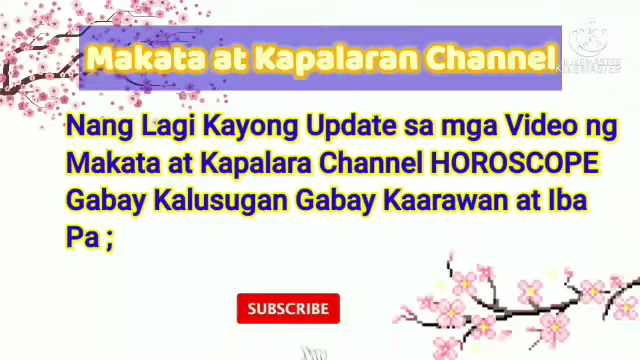 Makata at Kapalaran Channel
KINEMASTER
Nang Lagi Kayong Update sa mga Video ng
Makata at Kapalara Channel HOROSCOPE
Gabay Kalusugan Gabay Kaarawan at Iba
Pa ;
SUBSCRIBE